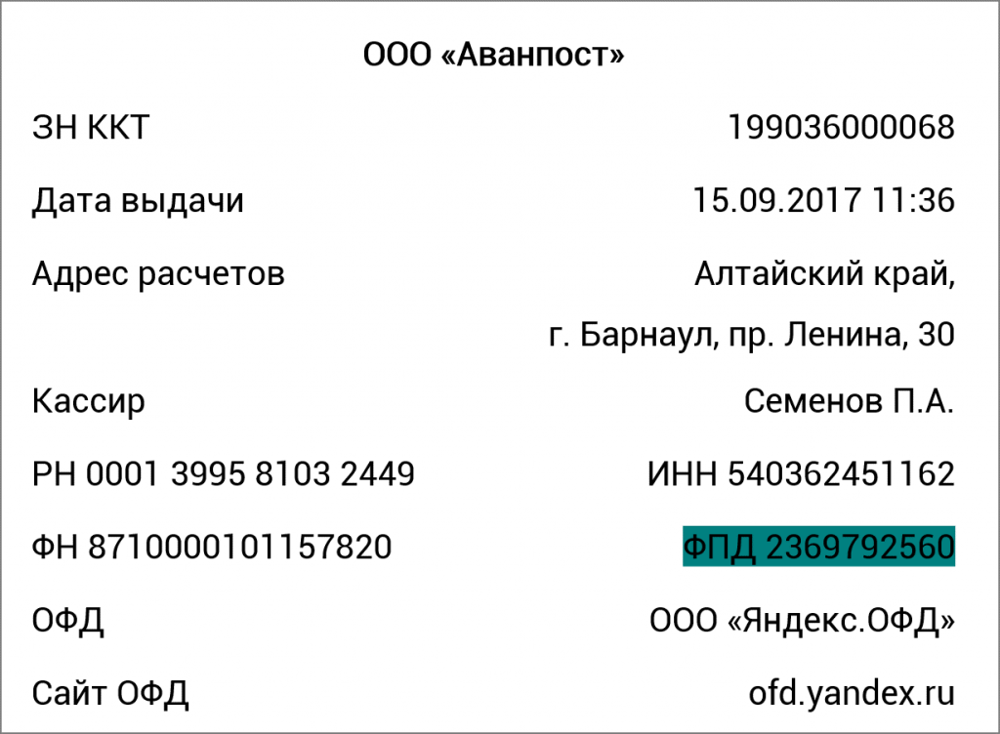 ООО «Аванпост»
ЗН ККТ 199036000068
Дата выдачи 15.09.2017 11:36
Адрес расчетов Алтайский край,
г. Барнаул, пр. Ленина, 30
Кассир Семенов П.А.
РН 0001 3995 8103 2449 ИНН 540362451162
ФН 8710000101157820 ФПД 2369792560
ОФД ООО «Яндекс.ОФД»
Сайт ОФД ofd.yandex.ru